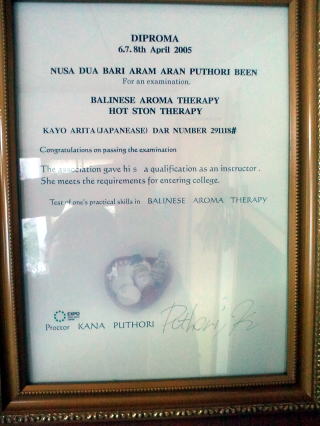 DIPROMA
6.7.8th April 2005
NUSA DUA BARI ARAM ARAN PUTHORI BEEN
For an examination.
BALINESE AROMA THERAPY
HOT STON THERAPY
KAYO ARITA(JAPANEASE) DAR NUMBER 291118#
Congratulations on passing the examination
The association gave hi s a qualification as an instructor .
She meets the requirements for entering college.
Test of one's practical skills in BALINESE AROMA THERAPY
EXPO
Proctor KANA PUTHORI